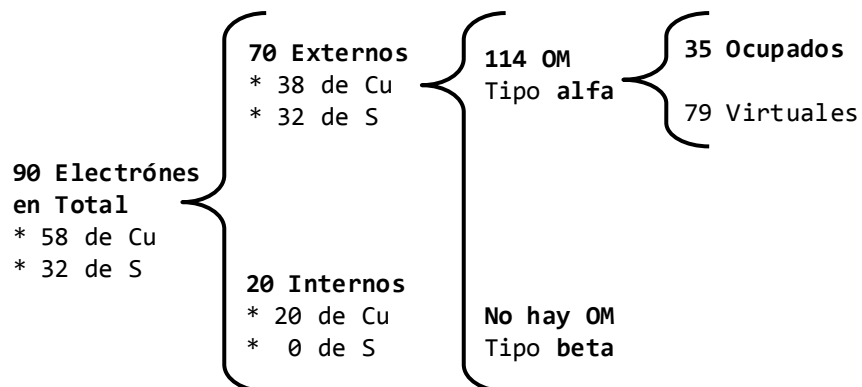 90 Electrónes
en Total
* 58 de Cu
* 32 de S
70 Externos
* 38 de Cu
* 32 de S
20 Internos
* 20 de Cu
* 0 de S
114 OM
Tipo alfa
No hay OM
Tipo beta
35 Ocupados
79 Virtuales